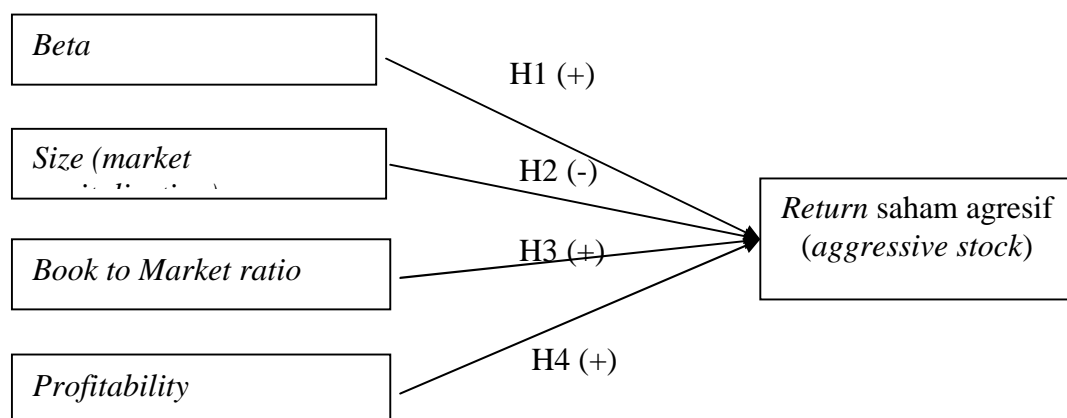 Beta
H1 (+)
Size (market
H2 (-)
Return saham agresif
(aggressive stock)
H3 (+)
Book to Market ratio
H4 (+)
Profitability